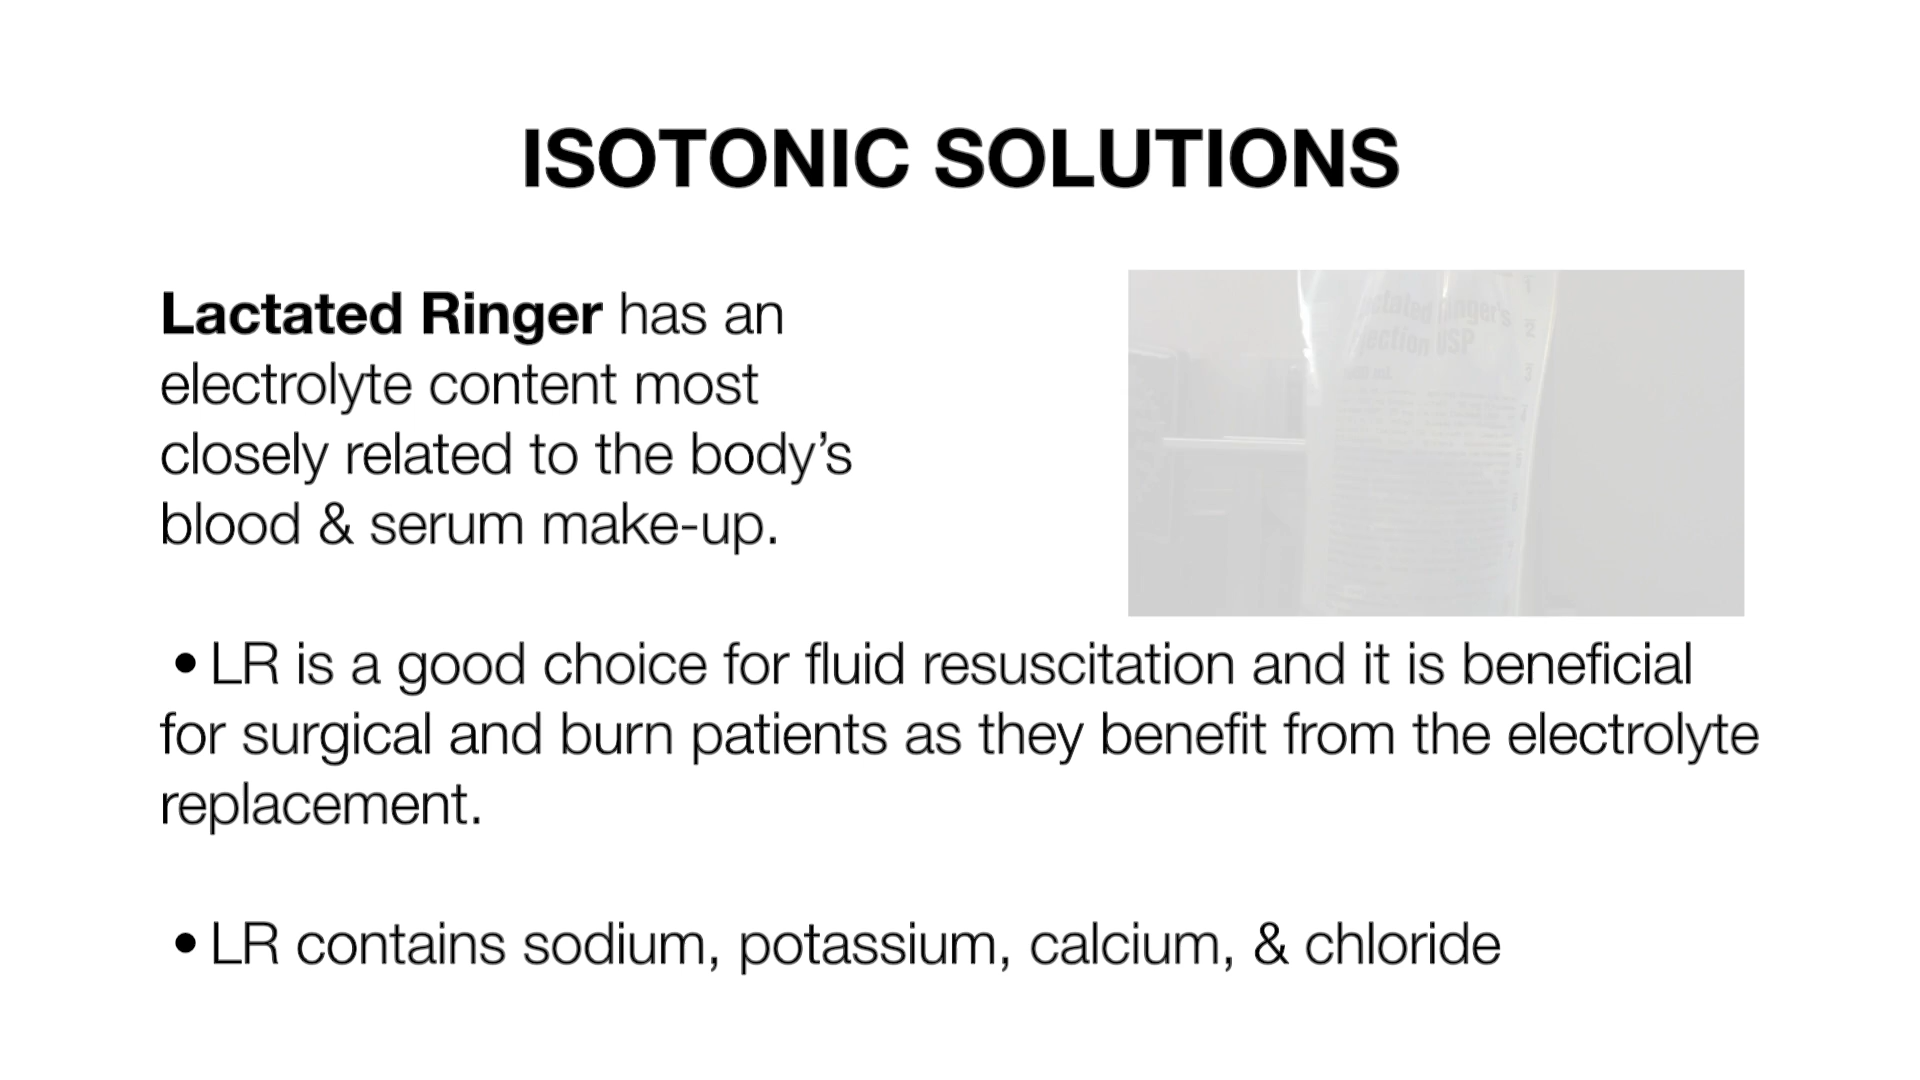 ISOTONIC SOLUTIONS
Lactated Ringer has an
electrolyte content most
closely related to the body’s
blood & serum make-up.
inger's
USP
• LR is a good choice for fluid resuscitation and it is beneficial
for surgical and burn patients as they benefit from the electrolyte
replacement.
• LR contains sodium, potassium, calcium, & chloride